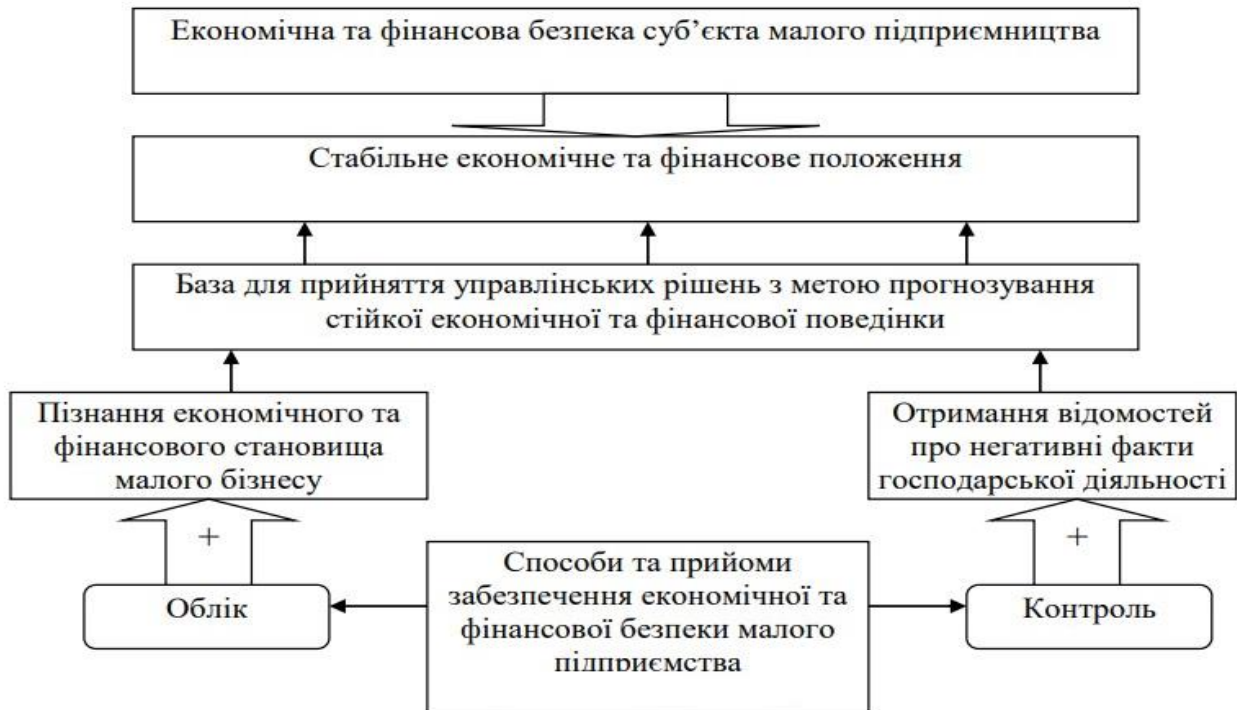 Економічна та фінансова безпека суб’єкта малого підприємництва
Стабільне економічне та фінансове положення
База для прийняття управлінських рішень з метою прогнозування
стійкої економічної та фінансової поведінки
Пізнання економічного та
фінансового становища
малого бізнесу
Отримання відомостей
про негативні факти
господарської діяльності
+
+
Облік
Способи та прийоми
забезпечення економічної та
фінансової безпеки малого
підприємства
Контроль